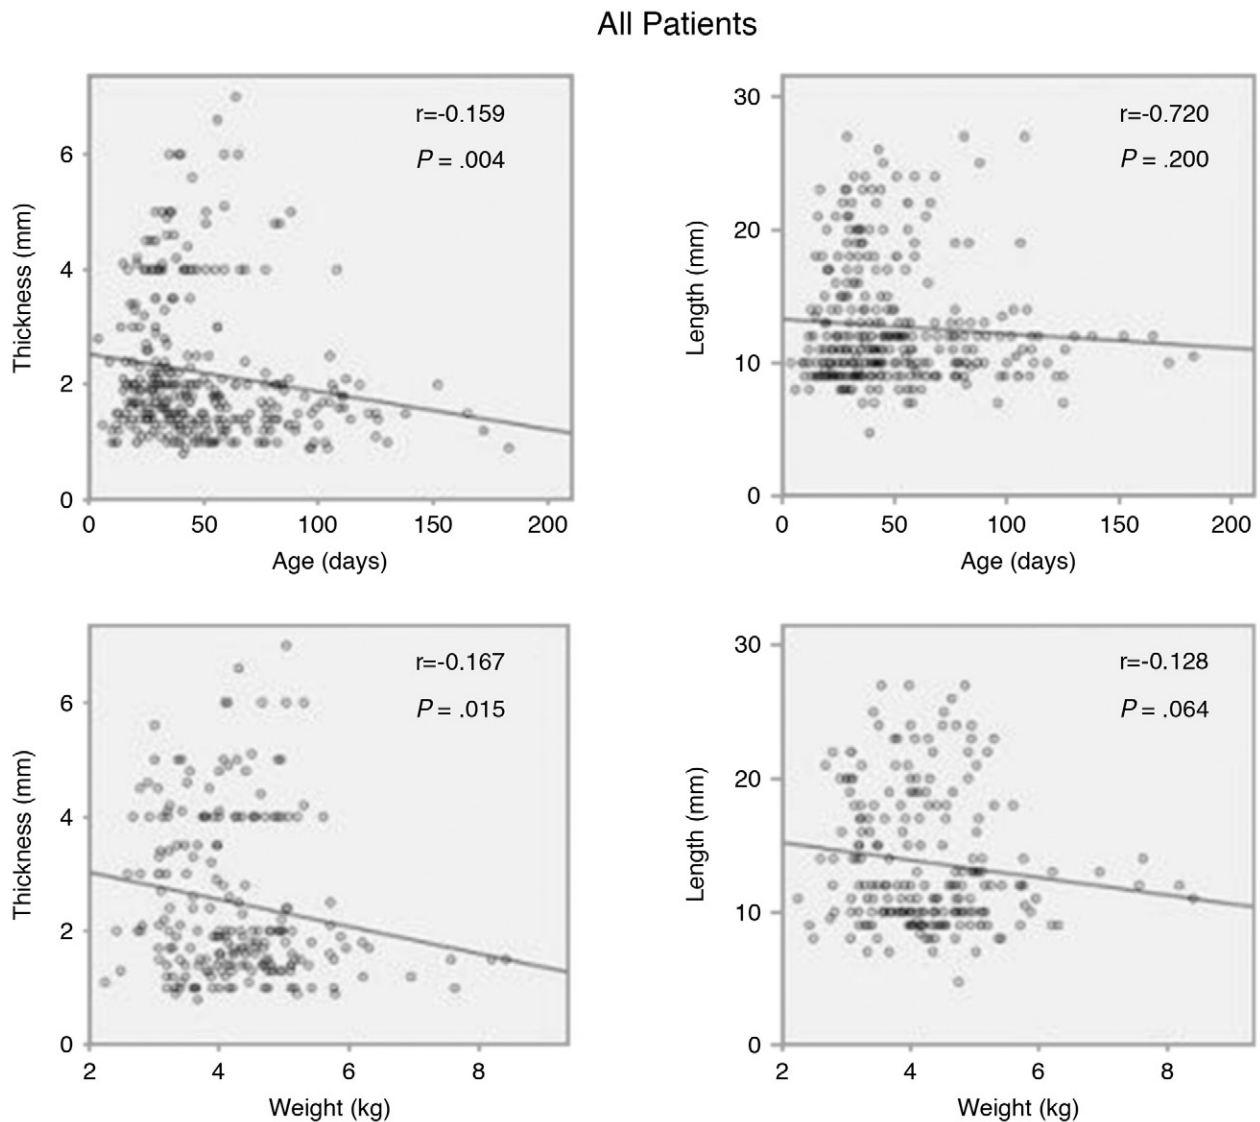 All Patients
r=-0.159
P = .004
6
4
2
0
0 50 100 150 200
Thickness (mm)
Age (days)
r=-0.720
P = .200
30
20
10
0
0 50 100 150 200
Length (mm)
Age (days)
r=-0.167
P = .015
6
4
2
0
2 4 6 8
Thickness (mm)
Weight (kg)
r=-0.128
P = .064
30
20
10
0
2 4 6 8
Length (mm)
Weight (kg)